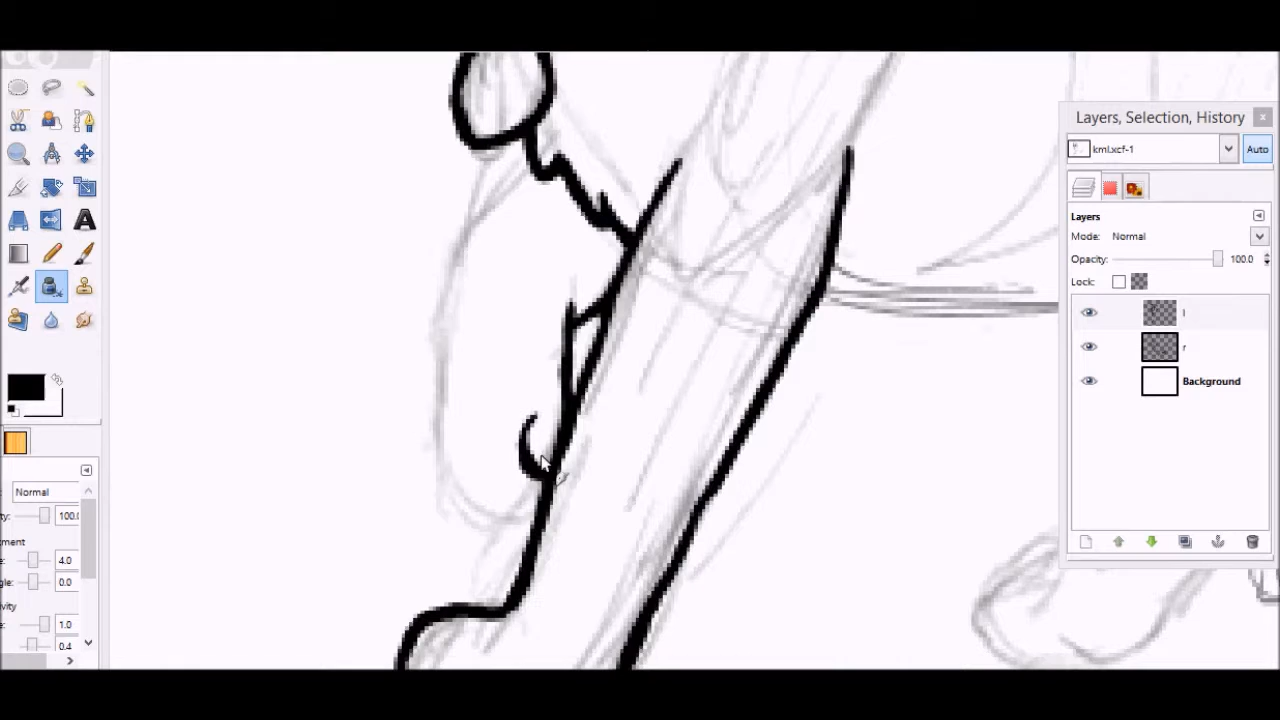 Layers, Selection, History
kml.xcf-1
Auto
Layers
Mode: Normal
Opacity: 100.0
Lock:
Background
Normal
100.
4.0
0.0
1.0
0.4